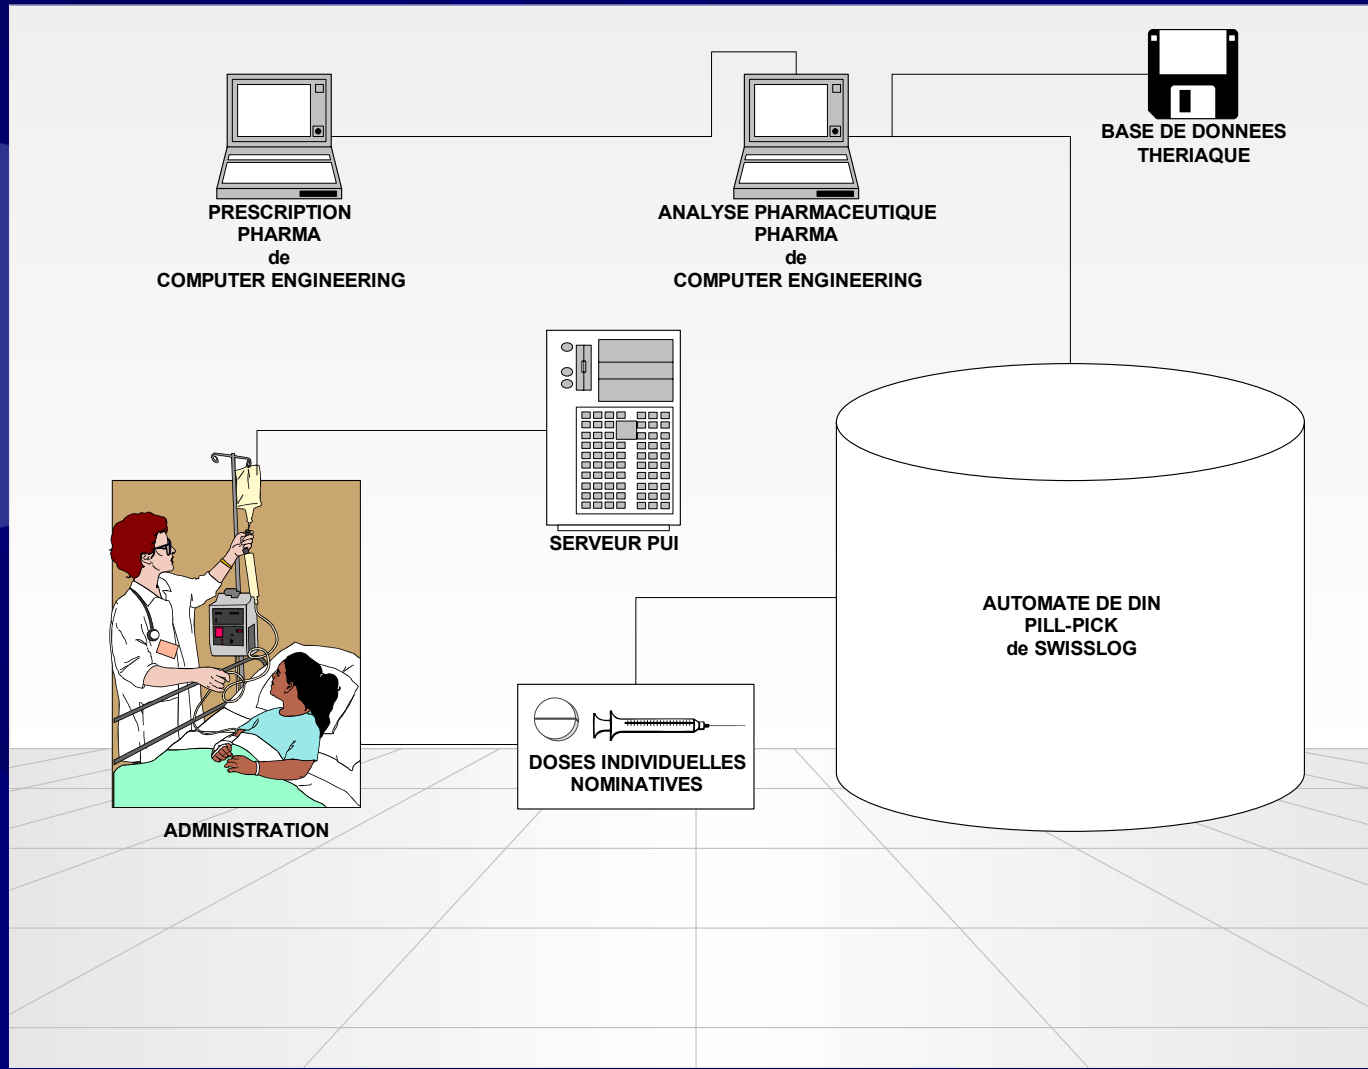 PRESCRIPTION
PHARMA
de
COMPUTER ENGINEERING
ANALYSE PHARMACEUTIQUE
PHARMA
de
COMPUTER ENGINEERING
BASE DE DONNEES
THERIAQUE
SERVEUR PUI
AUTOMATE DE DIN
PILL-PICK
de SWISSLOG
DOSES INDIVIDUELLES
NOMINATIVES
ADMINISTRATION